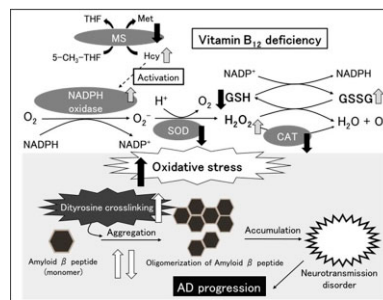 THF
Met
MS
Vitamin B12 deficiency
5-CH3-THF
Hcy
NADP+
NADPH
Activation
NADPH oxidase
H+
O2
GSH
GSSG
O2
O2−
H2O2
H2O + O
SOD
CAT
NADPH
NADP+
Oxidative stress
Dityrosine crosslinking
Aggregation
Accumulation
Amyloid β peptide
(monomer)
Oligomerization of Amyloid β peptide
Neurotransmission
disorder
AD progression